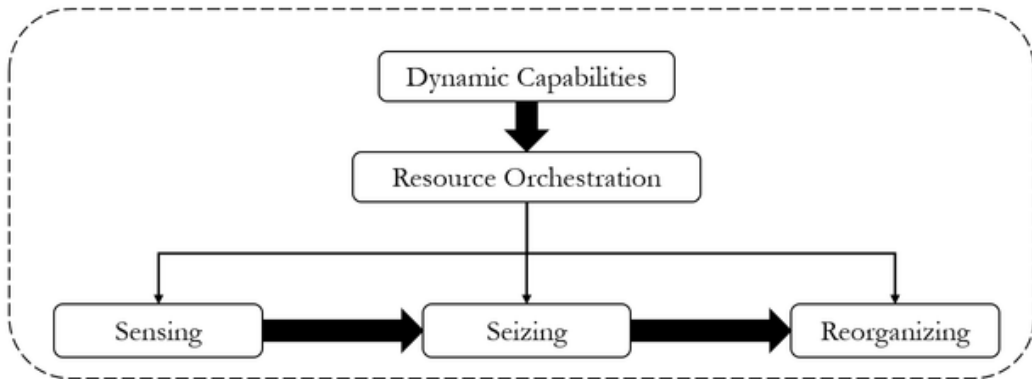 Dynamic Capabilities
Resource Orchestration
Sensing
Seizing
Reorganizing